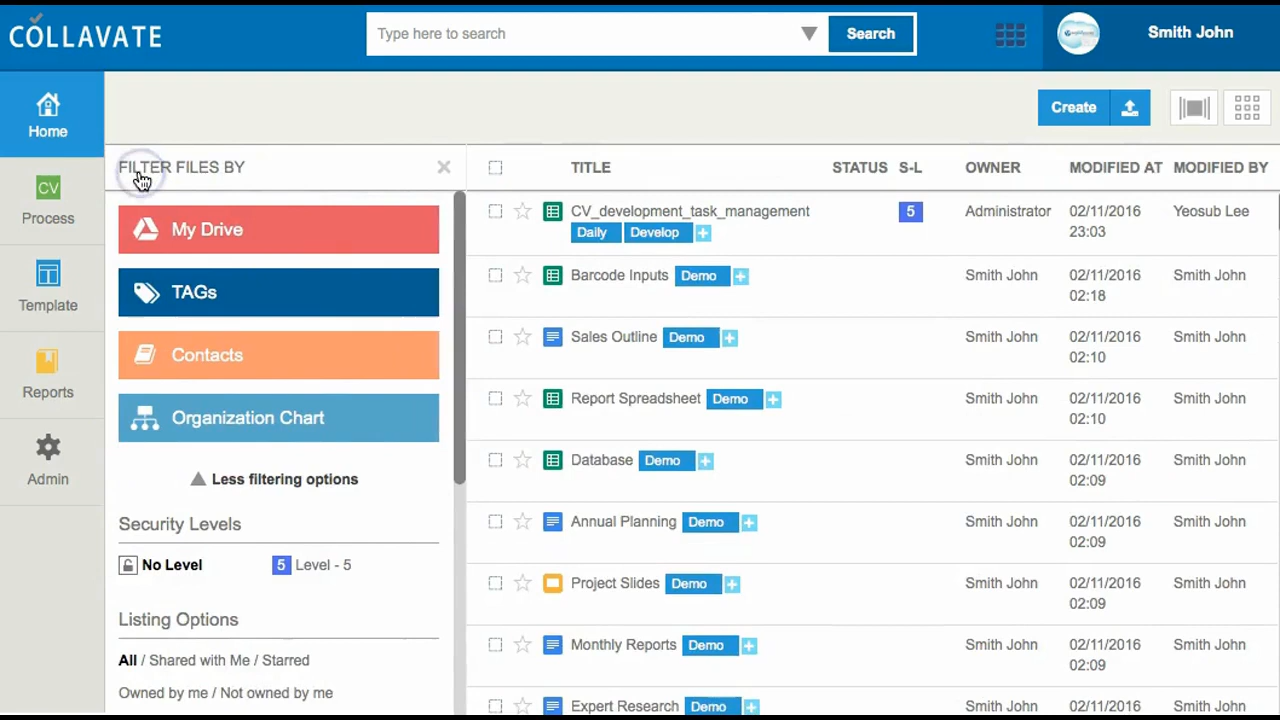 COLLAVATE
Type here to search
Search
Smith John
Home
CV
Process
Template
Reports
Admin
Create
FILTER FILES BY
My Drive
TAGs
Contacts
Organization Chart
Less filtering options
Security Levels
No Level
5 Level - 5
Listing Options
All / Shared with Me / Starred
Owned by me / Not owned by me
TITLE STATUS S-L OWNER MODIFIED AT MODIFIED BY
CV_development_task_management 5 Administrator 02/11/2016 Yeosub Lee
Daily Develop + 23:03
Barcode Inputs Demo + Smith John 02/11/2016 Smith John
02:18
Sales Outline Demo + Smith John 02/11/2016 Smith John
02:10
Report Spreadsheet Demo + Smith John 02/11/2016 Smith John
02:10
Database Demo + Smith John 02/11/2016 Smith John
02:09
Annual Planning Demo + Smith John 02/11/2016 Smith John
02:09
Project Slides Demo + Smith John 02/11/2016 Smith John
02:09
Monthly Reports Demo + Smith John 02/11/2016 Smith John
02:09
Expert Research Demo + Smith John 02/11/2016 Smith John